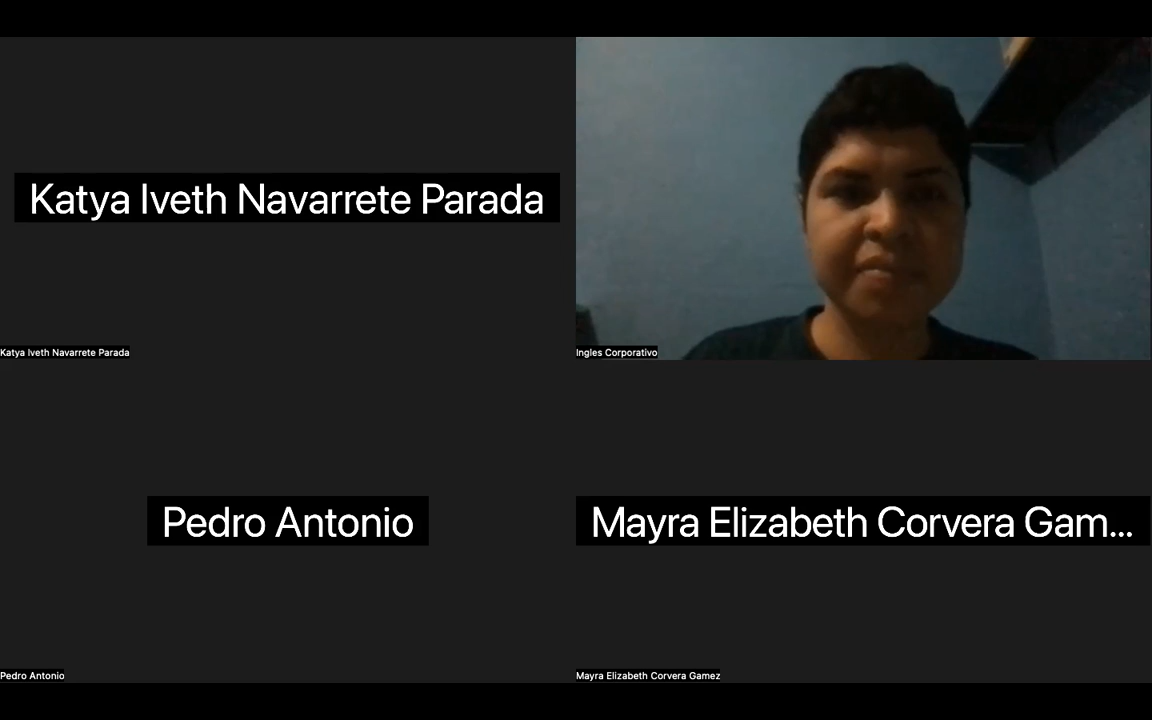 Katya Iveth Navarrete Parada
Katya Iveth Navarrete Parada
Ingles Corporativo
Pedro Antonio
Mayra Elizabeth Corvera Gam...
Pedro Antonio
Mayra Elizabeth Corvera Gamez